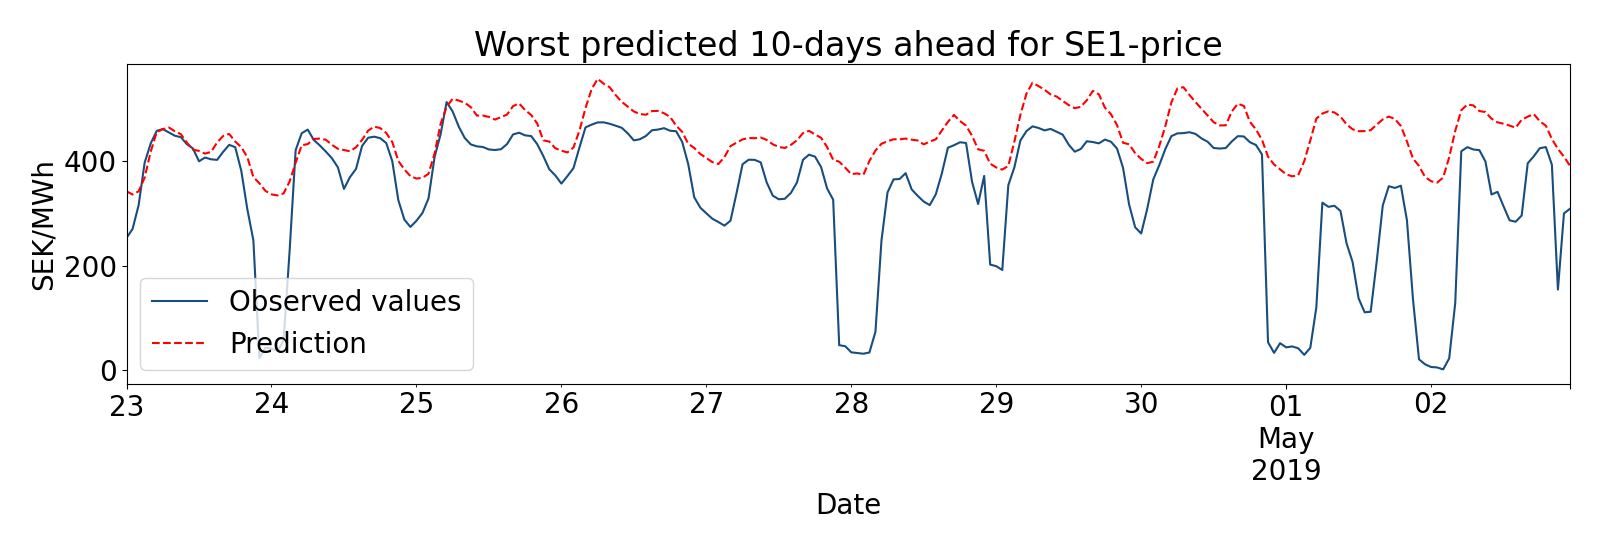 Worst predicted 10-days ahead for SE1-price
SEK/MWh
400
200
0
Observed values
Prediction
23 24 25 26 27 28 29 30 01 02
May
2019
Date